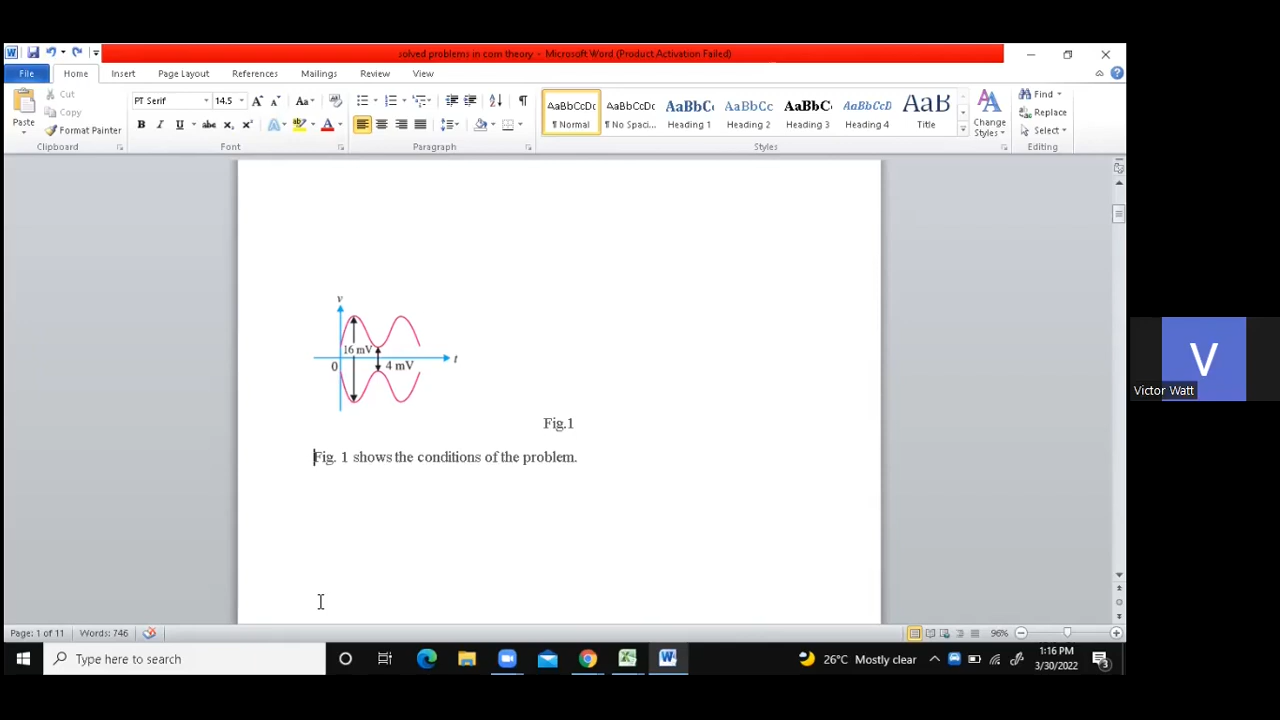 solved problems in com theory - Microsoft Word (Product Activation Failed)
File Home Insert Page Layout References Mailings Review View
Paste
Cut
Copy
Format Painter
Clipboard
PT Serif 14.5
Font
Paragraph
AaBbCcDc AaBbCcDc AaBbC AaBbCc AaBbC AaBbCcD AaB
¶ Normal ¶ No Spaci... Heading 1 Heading 2 Heading 3 Heading 4 Title
Change
Styles
Styles
Find
Replace
Select
Editing
v
16 mV
0
4 mV
t
Fig.1
Fig. 1 shows the conditions of the problem.
V
Victor Watt
Page: 1 of 11 Words: 746 96%
Type here to search
26°C Mostly clear
1:16 PM
3/30/2022
3